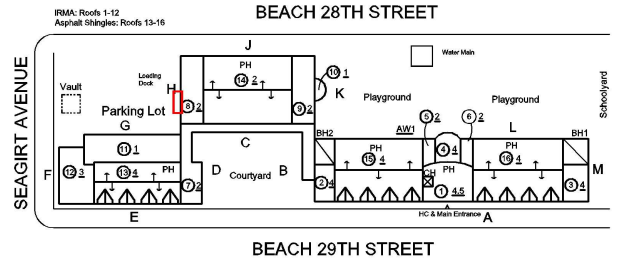 IRMA: Roofs 1-12
Asphalt Shingles: Roofs 13-16
BEACH 28TH STREET
SEAGIRT AVENUE
Vault
Loading
Dock
Parking Lot
H
J
PH
14 2
8 2
9 2
10 1
K
Water Main
Playground
Playground
Schoolyard
G
11 1
12 3
13 4
PH
7 2
F
E
D
C
Courtyard
B
BH2
AW1
5 2
6 2
L
BH1
PH
15 4
4 4
PH
16 4
M
2 4
CH
PH
1 4,5
3 4
HC & Main Entrance
A
BEACH 29TH STREET